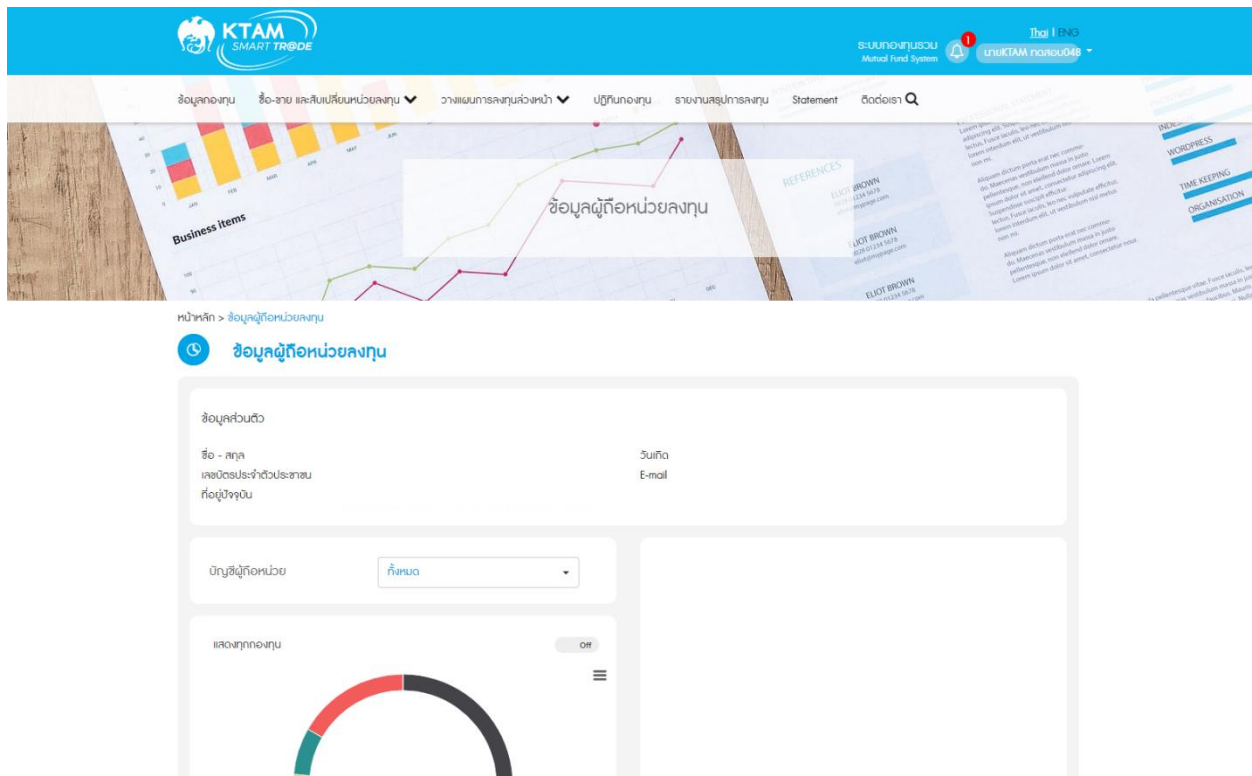 KTAM
SMART TR@DE
Thai | ENG
ระบบกองทุนรวม
Mutual Fund System
1
นายKTAM ทดสอบ048
ข้อมูลกองทุน
ซื้อ-ขาย และสับเปลี่ยนหน่วยลงทุน
วางแผนการลงทุนล่วงหน้า
ปฏิทินกองทุน
รายงานสรุปการลงทุน
Statement
ติดต่อเรา
Business items
JAN
FEB
MAR
APR
MAY
JUN
REFERENCES
ELIOT BROWN
ELIOT BROWN
ELIOT BROWN
WORDPRESS
TIME KEEPING
ORGANISATION
ข้อมูลผู้ถือหน่วยลงทุน
หน้าหลัก > ข้อมูลผู้ถือหน่วยลงทุน
ข้อมูลผู้ถือหน่วยลงทุน
ข้อมูลส่วนตัว
ชื่อ - สกุล
วันเกิด
เลขบัตรประจำตัวประชาชน
E-mail
ที่อยู่ปัจจุบัน
บัญชีผู้ถือหน่วย
ทั้งหมด
แสดงทุกกองทุน
Off